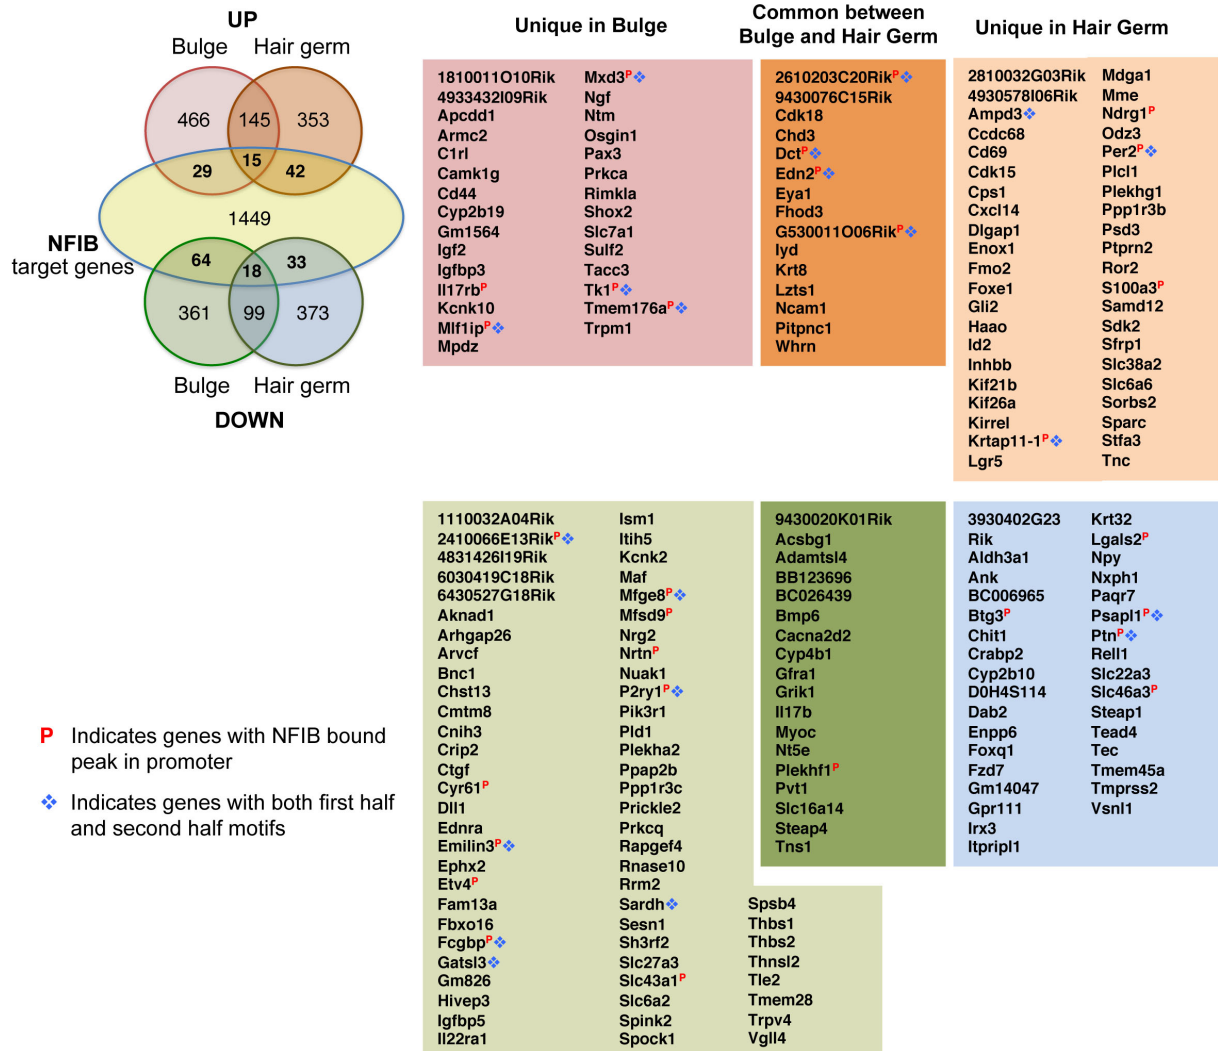 UP
Bulge Hair germ
466 145 353
29 15 42
1449
NFIB
target genes
64 18 33
361 99 373
Bulge Hair germ
DOWN
P Indicates genes with NFIB bound
peak in promoter
❖ Indicates genes with both first half
and second half motifs
Unique in Bulge
1810011O10Rik
4933432I09Rik
Apcdd1
Armc2
C1rl
Camk1g
Cd44
Cyp2b19
Gm1564
Igf2
Igfbp3
Il17rbP
Kcnk10
Mlf1ipP❖
Mpdz
Mxd3P❖
Ngf
Ntm
Osgin1
Pax3
Prkca
Rimkla
Shox2
Slc7a1
Sulf2
Tacc3
Tk1P❖
Tmem176aP❖
Trpm1
Common between
Bulge and Hair Germ
2610203C20RikP❖
9430076C15Rik
Cdk18
Chd3
DctP❖
Edn2P❖
Eya1
Fhod3
G530011O06RikP❖
Iyd
Krt8
Lzts1
Ncam1
Pitpnc1
Whrn
Unique in Hair Germ
2810032G03Rik
4930578I06Rik
Ampd3❖
Ccdc68
Cd69
Cdk15
Cps1
Cxcl14
Dlgap1
Enox1
Fmo2
Foxe1
Gli2
Haao
Id2
Inhbb
Kif21b
Kif26a
Kirrel
Krtap11-1P❖
Lgr5
Mdga1
Mme
Ndrg1P
Odz3
Per2P❖
Plcl1
Plekhg1
Ppp1r3b
Psd3
Ptprn2
Ror2
S100a3P
Samd12
Sdk2
Sfrp1
Slc38a2
Slc6a6
Sorbs2
Sparc
Stfa3
Tnc
1110032A04Rik
2410066E13RikP❖
4831426I19Rik
6030419C18Rik
6430527G18Rik
Aknad1
Arhgap26
Arvcf
Bnc1
Chst13
Cmtm8
Cnih3
Crip2
Ctgf
Cyr61P
Dll1
Ednra
Emilin3P❖
Ephx2
Etv4P
Fam13a
Fbxo16
FcgbpP❖
Gatsl3❖
Gm826
Hivep3
Igfbp5
Il22ra1
Ism1
Itih5
Kcnk2
Maf
Mfge8P❖
Mfsd9P
Nrg2
NrtnP
Nuak1
P2ry1P❖
Pik3r1
Pld1
Plekha2
Ppap2b
Ppp1r3c
Prickle2
Prkcq
Rapgef4
Rnase10
Rrm2
Sardh❖
Sesn1
Sh3rf2
Slc27a3
Slc43a1P
Slc6a2
Spink2
Spock1
Spsb4
Thbs1
Thbs2
Thnsl2
Tle2
Tmem28
Trpv4
Vgll4
9430020K01Rik
Acsbg1
Adamtsl4
BB123696
BC026439
Bmp6
Cacna2d2
Cyp4b1
Gfra1
Grik1
Il17b
Myoc
Nt5e
Plekhf1P
Pvt1
Slc16a14
Steap4
Tns1
3930402G23
Rik
Aldh3a1
Ank
BC006965
Btg3P
Chit1
Crabp2
Cyp2b10
D0H4S114
Dab2
Enpp6
Foxq1
Fzd7
Gm14047
Gpr111
Irx3
Itpripl1
Krt32
Lgals2P
Npy
Nxph1
Paqr7
Psapl1P❖
PtnP❖
Rell1
Slc22a3
Slc46a3P
Steap1
Tead4
Tec
Tmem45a
Tmprss2
Vsnl1